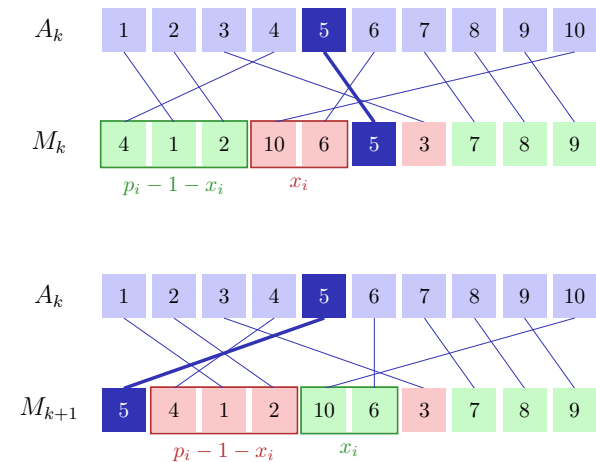 A_k 1 2 3 4 5 6 7 8 9 10
M_k 4 1 2 10 6 5 3 7 8 9
p_i − 1 − x_i x_i
A_k 1 2 3 4 5 6 7 8 9 10
M_{k+1} 5 4 1 2 10 6 3 7 8 9
p_i − 1 − x_i x_i